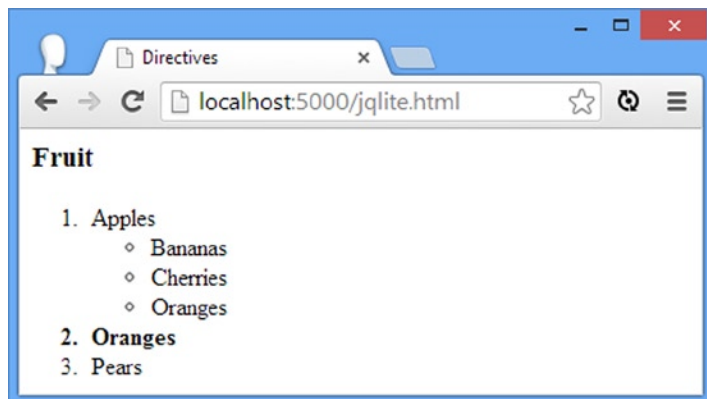 Directives
localhost:5000/jqlite.html
Fruit
1. Apples
Bananas
Cherries
Oranges
2. Oranges
3. Pears